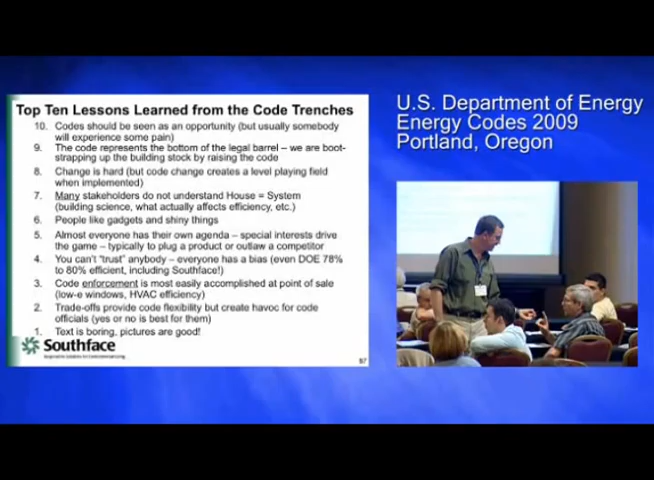 Top Ten Lessons Learned from the Code Trenches
10. Codes should be seen as an opportunity (but usually somebody
will experience some pain)
9. The code represents the bottom of the legal barrel – we are boot-
strapping up the building stock by raising the code
8. Change is hard (but code change creates a level playing field
when implemented)
7. Many stakeholders do not understand House = System
(building science, what actually affects efficiency, etc.)
6. People like gadgets and shiny things
5. Almost everyone has their own agenda – special interests drive
the game – typically to plug a product or outlaw a competitor
4. You can't "trust" anybody – everyone has a bias (even DOE 78%
to 80% efficient, including Southface!)
3. Code enforcement is most easily accomplished at point of sale
(low-e windows, HVAC efficiency)
2. Trade-offs provide code flexibility but create havoc for code
officials (yes or no is best for them)
1. Text is boring, pictures are good!
Southface
97
U.S. Department of Energy
Energy Codes 2009
Portland, Oregon